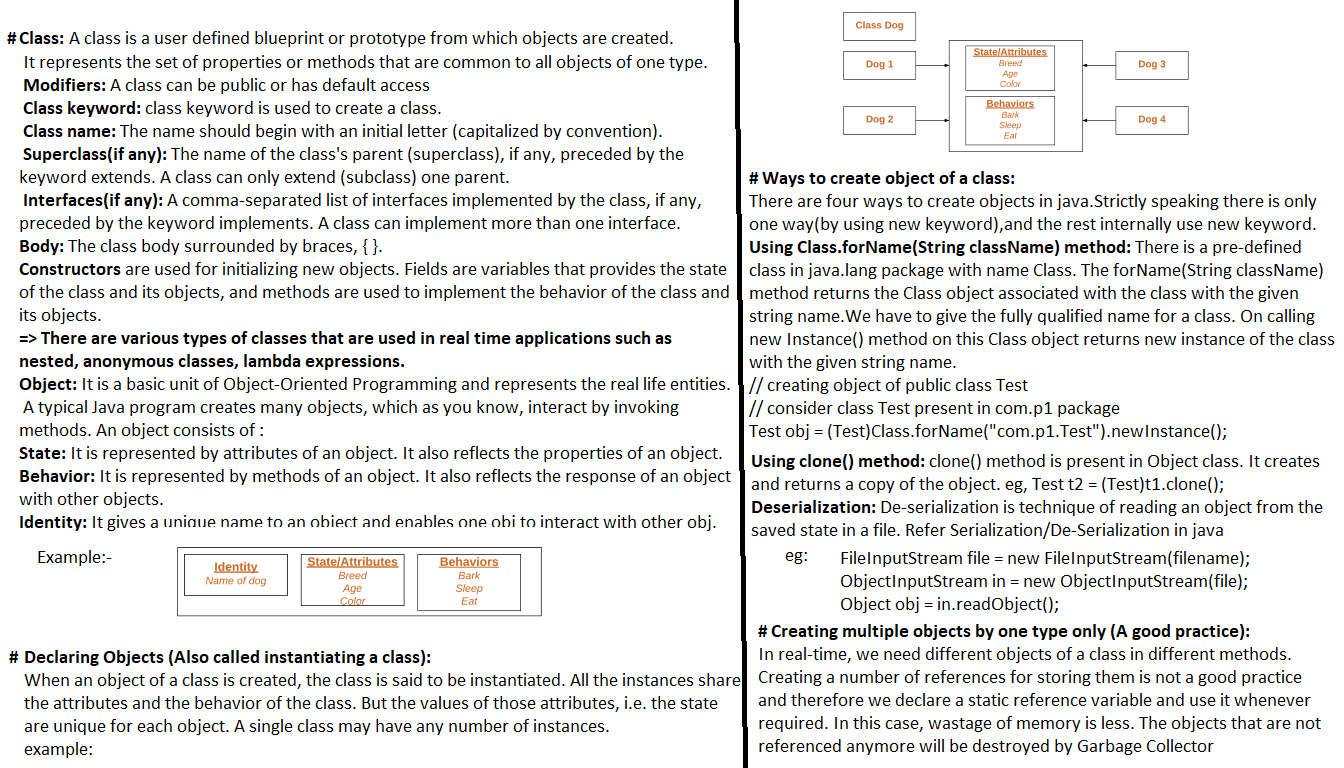 # Class: A class is a user defined blueprint or prototype from which objects are created.
It represents the set of properties or methods that are common to all objects of one type.
Modifiers: A class can be public or has default access
Class keyword: class keyword is used to create a class.
Class name: The name should begin with an initial letter (capitalized by convention).
Superclass(if any): The name of the class's parent (superclass), if any, preceded by the
keyword extends. A class can only extend (subclass) one parent.
Interfaces(if any): A comma-separated list of interfaces implemented by the class, if any,
preceded by the keyword implements. A class can implement more than one interface.
Body: The class body surrounded by braces, { }.
Constructors are used for initializing new objects. Fields are variables that provides the state
of the class and its objects, and methods are used to implement the behavior of the class and
its objects.
=> There are various types of classes that are used in real time applications such as
nested, anonymous classes, lambda expressions.
Object: It is a basic unit of Object-Oriented Programming and represents the real life entities.
A typical Java program creates many objects, which as you know, interact by invoking
methods. An object consists of :
State: It is represented by attributes of an object. It also reflects the properties of an object.
Behavior: It is represented by methods of an object. It also reflects the response of an object
with other objects.
Identity: It gives a unique name to an object and enables one obj to interact with other obj.
Example:-
Identity
Name of dog
State/Attributes
Breed
Age
Color
Behaviors
Bark
Sleep
Eat
# Declaring Objects (Also called instantiating a class):
When an object of a class is created, the class is said to be instantiated. All the instances share
the attributes and the behavior of the class. But the values of those attributes, i.e. the state
are unique for each object. A single class may have any number of instances.
example:
Class Dog
Dog 1
Dog 2
State/Attributes
Breed
Age
Color
Behaviors
Bark
Sleep
Eat
Dog 3
Dog 4
# Ways to create object of a class:
There are four ways to create objects in java.Strictly speaking there is only
one way(by using new keyword),and the rest internally use new keyword.
Using Class.forName(String className) method: There is a pre-defined
class in java.lang package with name Class. The forName(String className)
method returns the Class object associated with the class with the given
string name.We have to give the fully qualified name for a class. On calling
new Instance() method on this Class object returns new instance of the class
with the given string name.
// creating object of public class Test
// consider class Test present in com.p1 package
Test obj = (Test)Class.forName("com.p1.Test").newInstance();
Using clone() method: clone() method is present in Object class. It creates
and returns a copy of the object. eg, Test t2 = (Test)t1.clone();
Deserialization: De-serialization is technique of reading an object from the
saved state in a file. Refer Serialization/De-Serialization in java
eg: FileInputStream file = new FileInputStream(filename);
ObjectInputStream in = new ObjectInputStream(file);
Object obj = in.readObject();
# Creating multiple objects by one type only (A good practice):
In real-time, we need different objects of a class in different methods.
Creating a number of references for storing them is not a good practice
and therefore we declare a static reference variable and use it whenever
required. In this case, wastage of memory is less. The objects that are not
referenced anymore will be destroyed by Garbage Collector